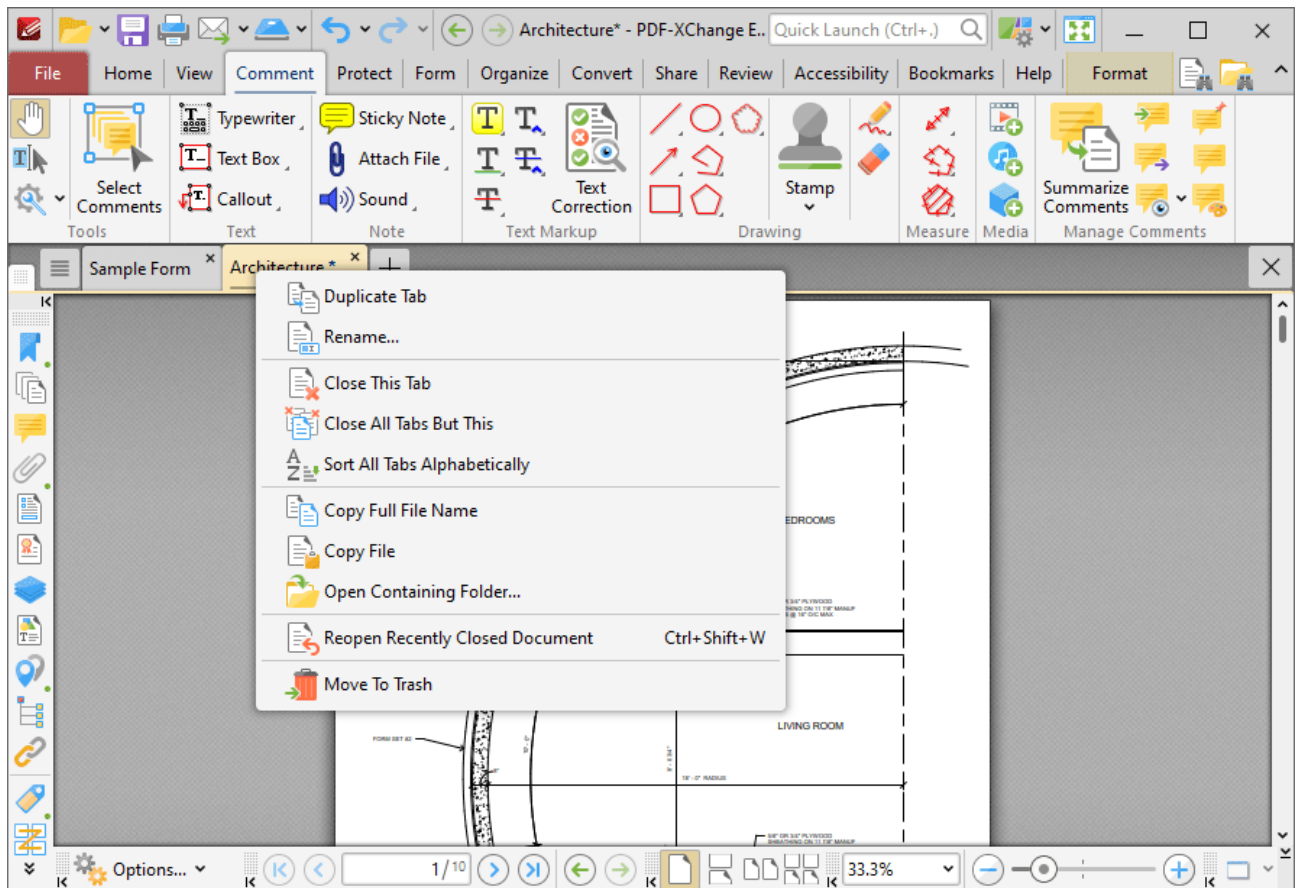 Architecture* - PDF-XChange E..
Quick Launch (Ctrl+.)
File Home View Comment Protect Form Organize Convert Share Review Accessibility Bookmarks Help Format
Select
Comments
Tools
Typewriter
Text Box
Callout
Text
Sticky Note
Attach File
Sound
Note
Text
Correction
Text Markup
Stamp
Drawing
Measure
Media
Summarize
Comments
Manage Comments
Sample Form
Architecture *
Duplicate Tab
Rename...
Close This Tab
Close All Tabs But This
Sort All Tabs Alphabetically
Copy Full File Name
Copy File
Open Containing Folder...
Reopen Recently Closed Document Ctrl+Shift+W
Move To Trash
EDROOMS
LIVING ROOM
FORM SET #2
Options...
1/10
33.3%